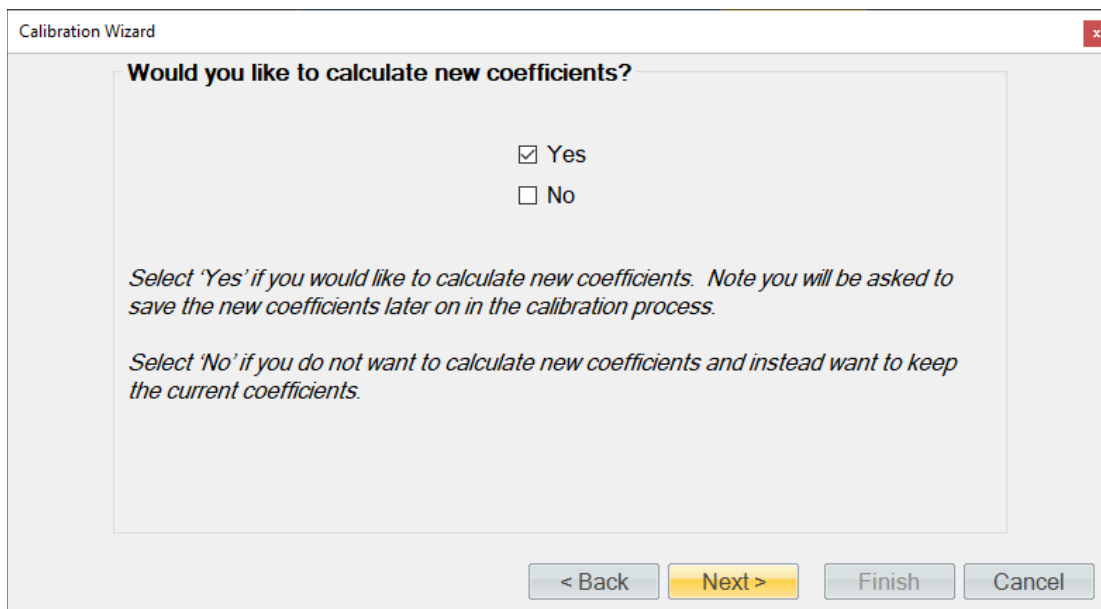 Calibration Wizard
x
Would you like to calculate new coefficients?
Yes
No
Select ‘Yes’ if you would like to calculate new coefficients.  Note you will be asked to
save the new coefficients later on in the calibration process.
Select ‘No’ if you do not want to calculate new coefficients and instead want to keep
the current coefficients.
< Back Next > Finish Cancel